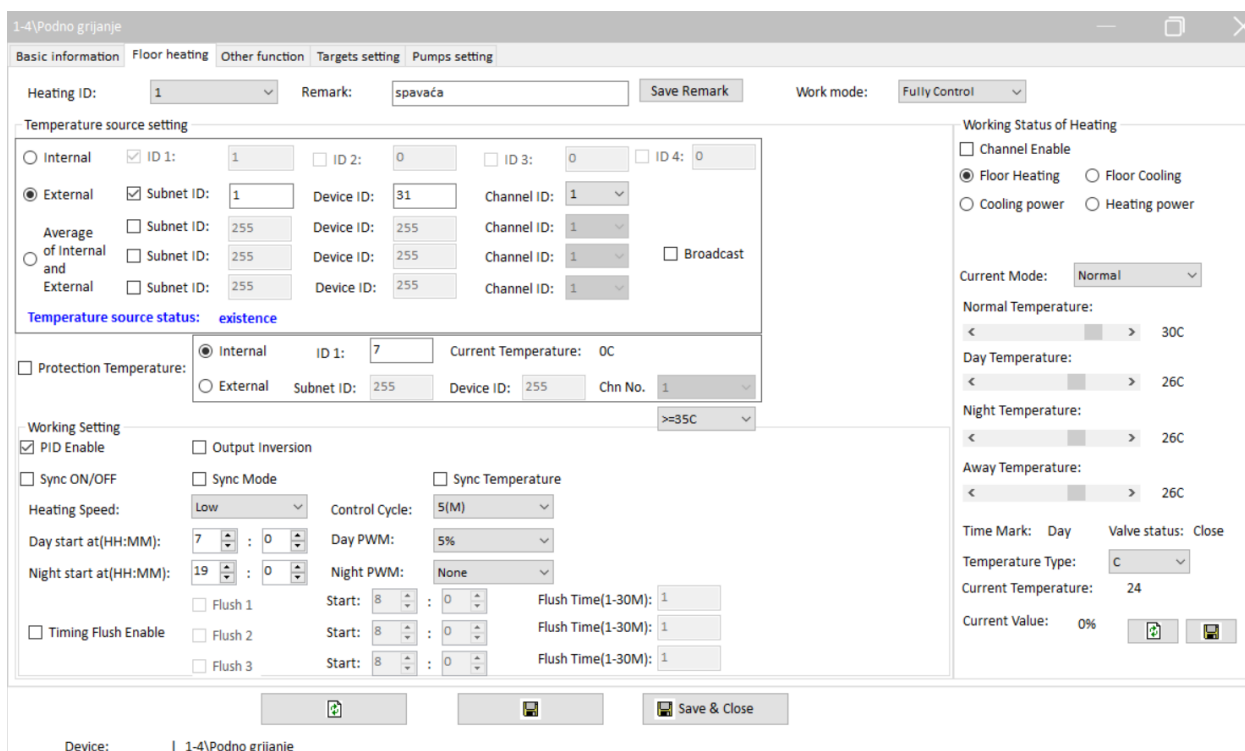 1-4\Podno grijanje
Basic information Floor heating Other function Targets setting Pumps setting
Heating ID: 1 Remark: spavaća Save Remark Work mode: Fully Control
Temperature source setting
Internal ID 1: 1 ID 2: 0 ID 3: 0 ID 4: 0
External Subnet ID: 1 Device ID: 31 Channel ID: 1
Average of Internal and External
Subnet ID: 255 Device ID: 255 Channel ID: 1
Subnet ID: 255 Device ID: 255 Channel ID: 1 Broadcast
Subnet ID: 255 Device ID: 255 Channel ID: 1
Temperature source status: existence
Protection Temperature:
Internal ID 1: 7 Current Temperature: 0C
External Subnet ID: 255 Device ID: 255 Chn No. 1
>=35C
Working Setting
PID Enable Output Inversion
Sync ON/OFF Sync Mode Sync Temperature
Heating Speed: Low Control Cycle: 5(M)
Day start at(HH:MM): 7 : 0 Day PWM: 5%
Night start at(HH:MM): 19 : 0 Night PWM: None
Timing Flush Enable
Flush 1 Start: 8 : 0 Flush Time(1-30M): 1
Flush 2 Start: 8 : 0 Flush Time(1-30M): 1
Flush 3 Start: 8 : 0 Flush Time(1-30M): 1
Working Status of Heating
Channel Enable
Floor Heating Floor Cooling
Cooling power Heating power
Current Mode: Normal
Normal Temperature:
< > 30C
Day Temperature:
< > 26C
Night Temperature:
< > 26C
Away Temperature:
< > 26C
Time Mark: Day Valve status: Close
Temperature Type: C
Current Temperature: 24
Current Value: 0%
Save & Close
Device: | 1-4\Podno grijanje